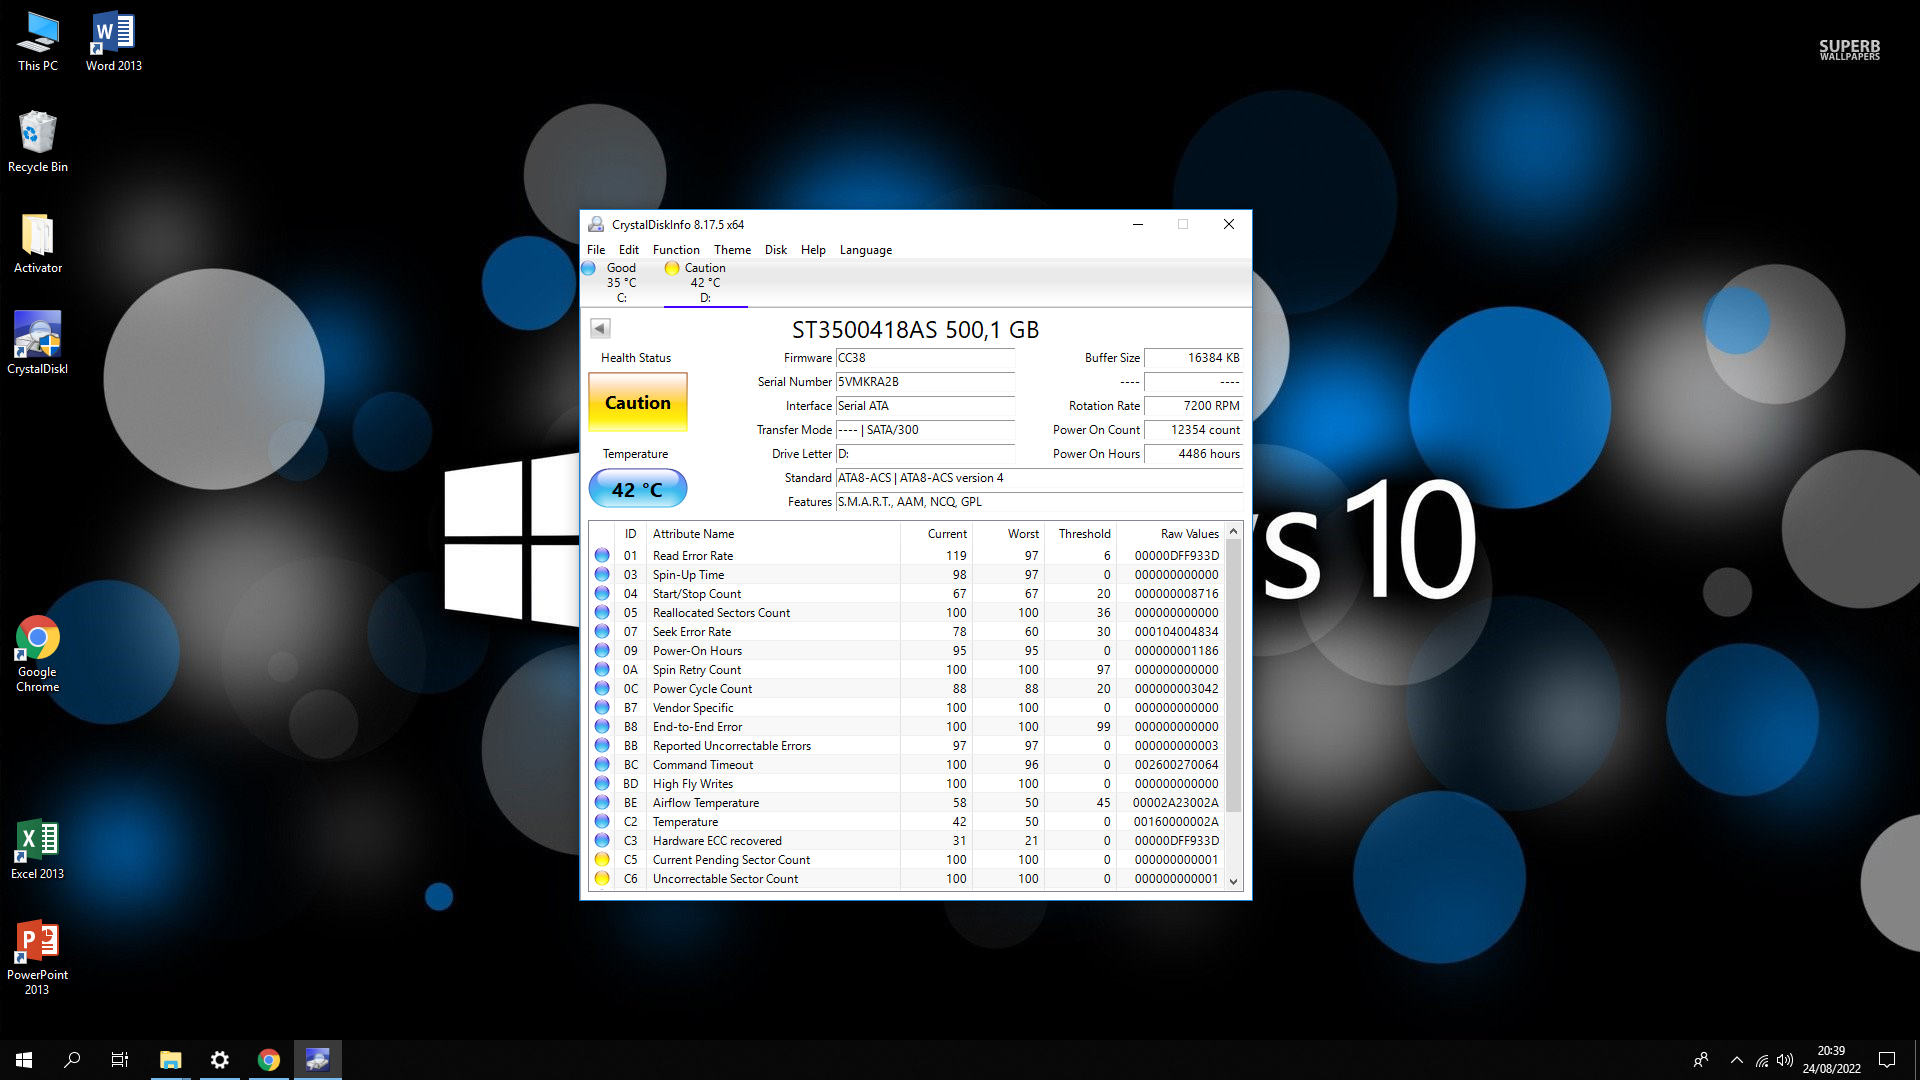 This PC
Word 2013
Recycle Bin
Activator
CrystalDiskI
Google
Chrome
Excel 2013
PowerPoint
2013
SUPERB
WALLPAPERS
CrystalDiskInfo 8.17.5 x64
File Edit Function Theme Disk Help Language
Good Caution
35 °C 42 °C
C: D:
ST3500418AS 500,1 GB
Health Status
Caution
Temperature
42 °C
Firmware CC38 Buffer Size 16384 KB
Serial Number 5VMKRA2B ---- ----
Interface Serial ATA Rotation Rate 7200 RPM
Transfer Mode ---- | SATA/300 Power On Count 12354 count
Drive Letter D: Power On Hours 4486 hours
Standard ATA8-ACS | ATA8-ACS version 4
Features S.M.A.R.T., AAM, NCQ, GPL
ID Attribute Name Current Worst Threshold Raw Values
01 Read Error Rate 119 97 6 00000DFF933D
03 Spin-Up Time 98 97 0 000000000000
04 Start/Stop Count 67 67 20 000000008716
05 Reallocated Sectors Count 100 100 36 000000000000
07 Seek Error Rate 78 60 30 000104004834
09 Power-On Hours 95 95 0 000000001186
0A Spin Retry Count 100 100 97 000000000000
0C Power Cycle Count 88 88 20 000000003042
B7 Vendor Specific 100 100 0 000000000000
B8 End-to-End Error 100 100 99 000000000000
BB Reported Uncorrectable Errors 97 97 0 000000000003
BC Command Timeout 100 96 0 002600270064
BD High Fly Writes 100 100 0 000000000000
BE Airflow Temperature 58 50 45 00002A23002A
C2 Temperature 42 50 0 00160000002A
C3 Hardware ECC recovered 31 21 0 00000DFF933D
C5 Current Pending Sector Count 100 100 0 000000000001
C6 Uncorrectable Sector Count 100 100 0 000000000001
ws 10
20:39
24/08/2022